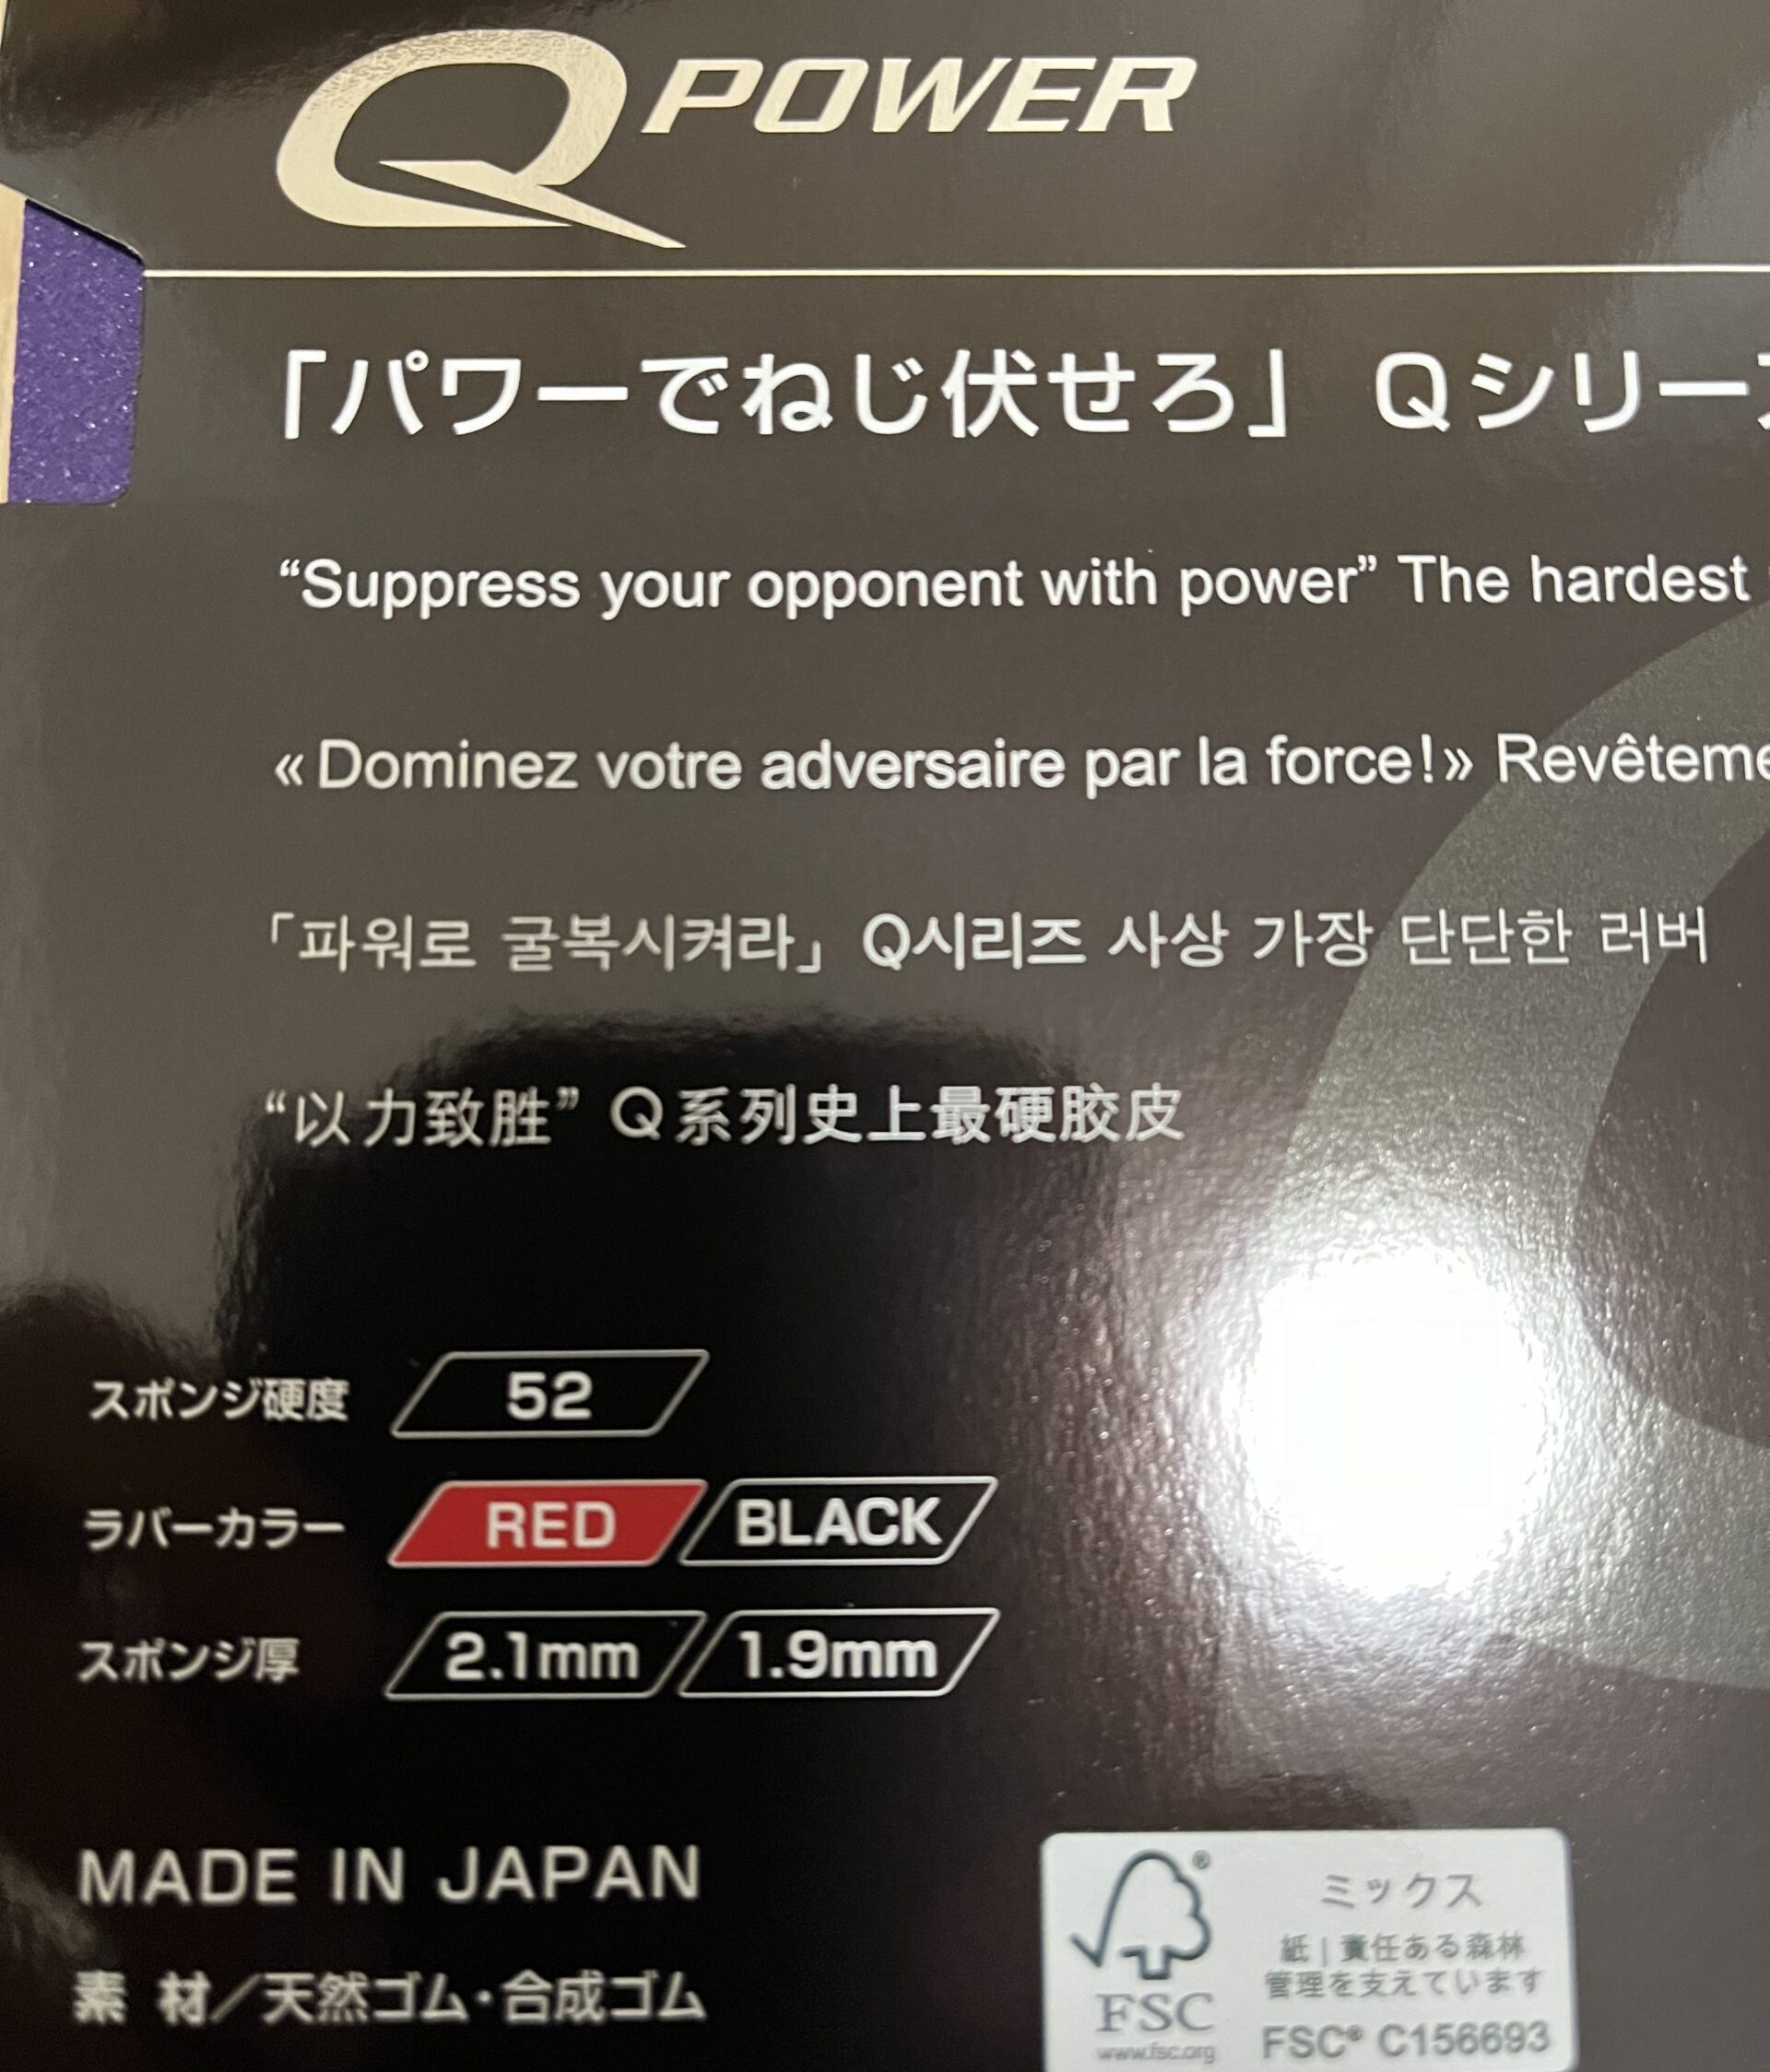 Q POWER
「パワーでねじ伏せろ」 Qシリー
“Suppress your opponent with power” The hardest
« Dominez votre adversaire par la force!»
「파워로 굴복시켜라」 Q시리즈 사상 가장 단단한 러버
“以力致胜” Q系列史上最硬胶皮
スポンジ硬度 52
ラバーカラー RED BLACK
スポンジ厚 2.1mm 1.9mm
MADE IN JAPAN
素 材/天然ゴム・合成ゴム
®
ミックス
紙 | 責任ある森林
管理を支えています
FSC
www.fsc.org
FSC® C156693